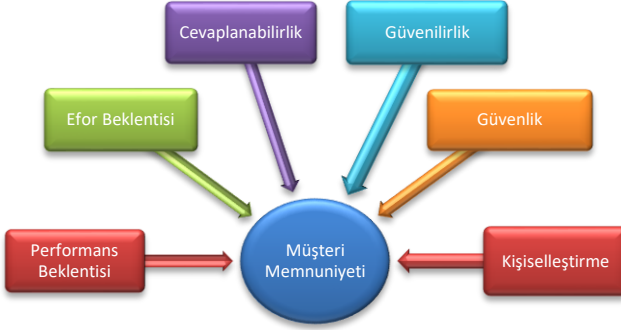 Cevaplanabilirlik
Güvenilirlik
Efor Beklentisi
Güvenlik
Performans
Beklentisi
Müşteri
Memnuniyeti
Kişiselleştirme